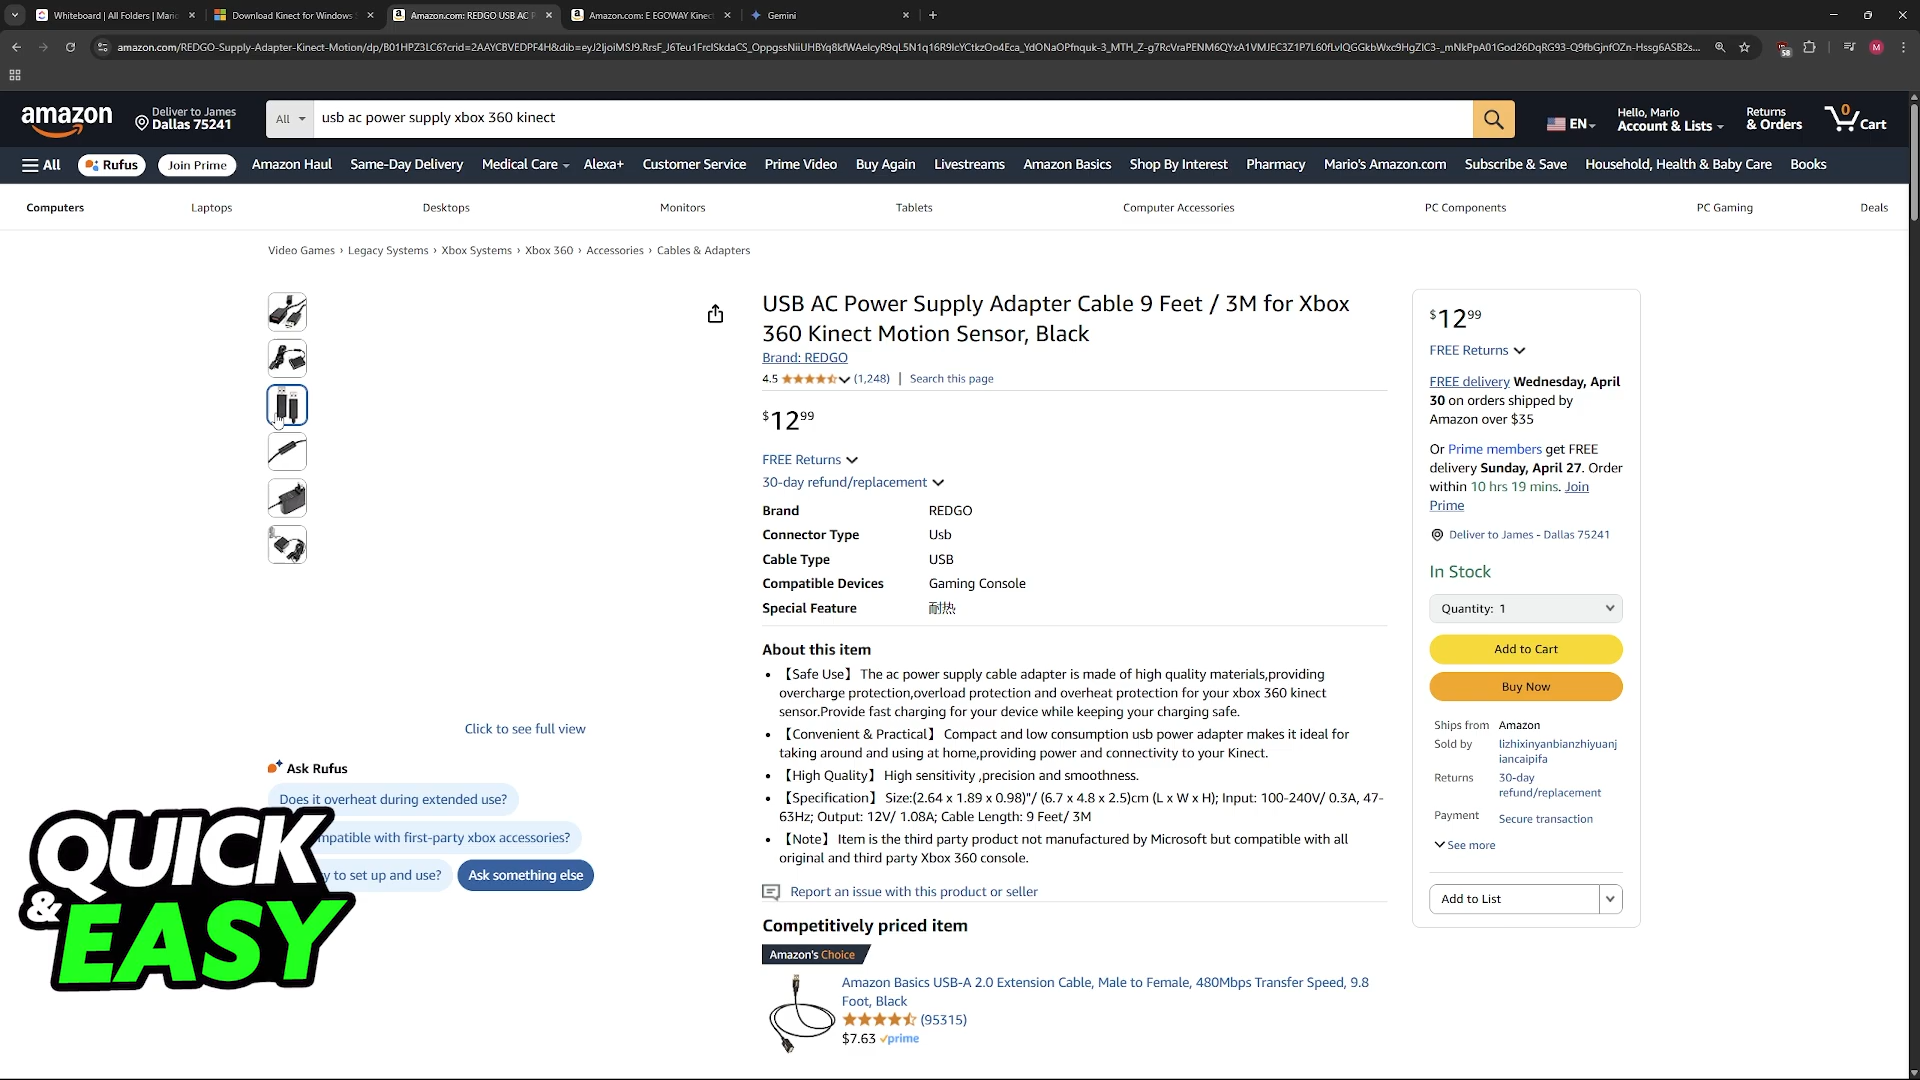 Whiteboard | All Folders | Mario
Download Kinect for Windows
Amazon.com: REDGO USB AC P
Amazon.com: E EGOWAY Kinect
Gemini
amazon.com/REDGO-Supply-Adapter-Kinect-Motion/dp/B01HPZ3LC6?crid=2AAYCBVEDPF4H&dib=
58
M
amazon
Deliver to James
Dallas 75241
All
usb ac power supply xbox 360 kinect
EN
Hello, Mario
Account & Lists
Returns
& Orders
0
Cart
All
Rufus
Join Prime
Amazon Haul
Same-Day Delivery
Medical Care
Alexa+
Customer Service
Prime Video
Buy Again
Livestreams
Amazon Basics
Shop By Interest
Pharmacy
Mario's Amazon.com
Subscribe & Save
Household, Health & Baby Care
Books
Computers
Laptops
Desktops
Monitors
Tablets
Computer Accessories
PC Components
PC Gaming
Deals
Video Games › Legacy Systems › Xbox Systems › Xbox 360 › Accessories › Cables & Adapters
USB AC Power Supply Adapter Cable 9 Feet / 3M for Xbox
360 Kinect Motion Sensor, Black
Brand: REDGO
4.5 (1,248) | Search this page
$12 99
FREE Returns
30-day refund/replacement
Brand REDGO
Connector Type Usb
Cable Type USB
Compatible Devices Gaming Console
Special Feature 耐热
About this item
• 【Safe Use】 The ac power supply cable adapter is made of high quality materials,providing
overcharge protection,overload protection and overheat protection for your xbox 360 kinect
sensor.Provide fast charging for your device while keeping your charging safe.
• 【Convenient & Practical】 Compact and low consumption usb power adapter makes it ideal for
taking around and using at home,providing power and connectivity to your Kinect.
• 【High Quality】 High sensitivity ,precision and smoothness.
• 【Specification】 Size:(2.64 x 1.89 x 0.98)"/ (6.7 x 4.8 x 2.5)cm (L x W x H); Input: 100-240V/ 0.3A, 47-
63Hz; Output: 12V/ 1.08A; Cable Length: 9 Feet/ 3M
• 【Note】 Item is the third party product not manufactured by Microsoft but compatible with all
original and third party Xbox 360 console.
Report an issue with this product or seller
Competitively priced item
Amazon's Choice
Amazon Basics USB-A 2.0 Extension Cable, Male to Female, 480Mbps Transfer Speed, 9.8
Foot, Black
(95315)
$7.63 prime
Click to see full view
Ask Rufus
Does it overheat during extended use?
mpatible with first-party xbox accessories?
y to set up and use?
Ask something else
QUICK
&
EASY
$12 99
FREE Returns
FREE delivery Wednesday, April
30 on orders shipped by
Amazon over $35
Or Prime members get FREE
delivery Sunday, April 27. Order
within 10 hrs 19 mins. Join
Prime
Deliver to James - Dallas 75241
In Stock
Quantity: 1
Add to Cart
Buy Now
Ships from Amazon
Sold by lizhixinyanbianzhiyuanj
iancaipifa
Returns 30-day
refund/replacement
Payment Secure transaction
See more
Add to List